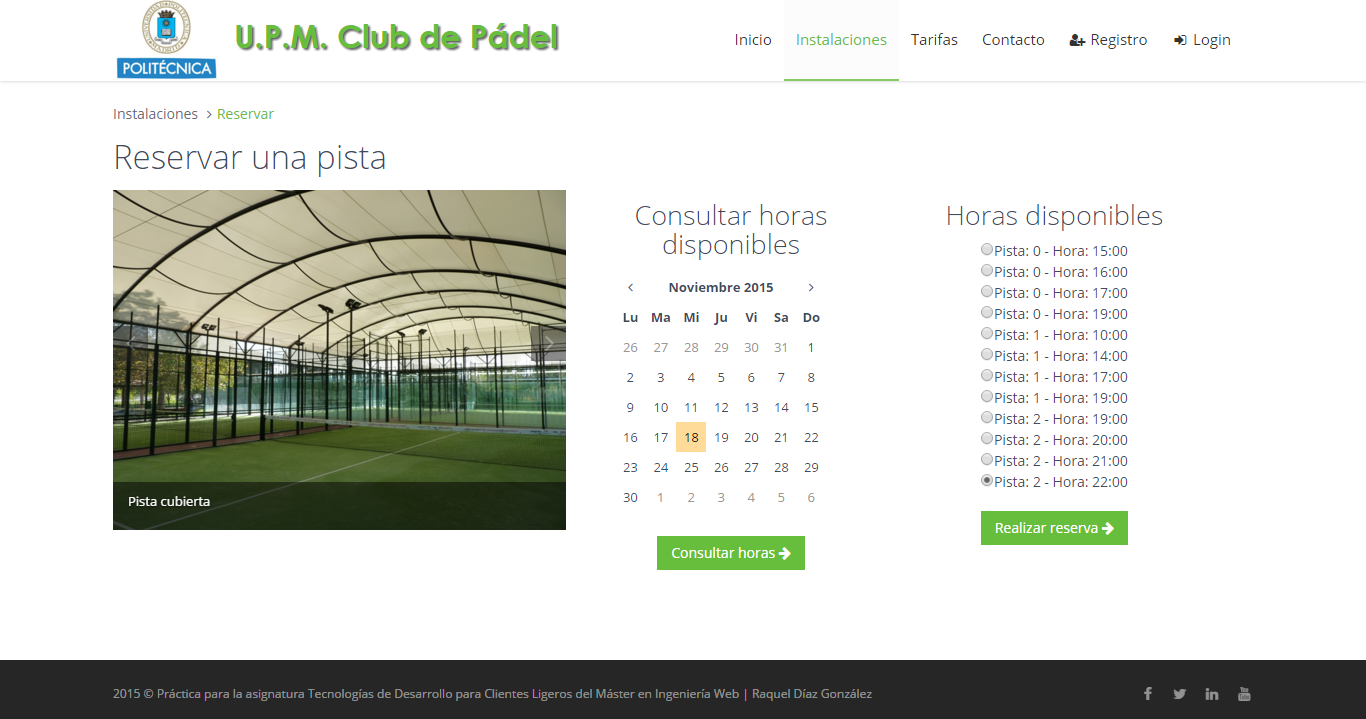 POLITÉCNICA
U.P.M. Club de Pádel
Inicio
Instalaciones
Tarifas
Contacto
Registro
Login
Instalaciones > Reservar
Reservar una pista
Pista cubierta
Consultar horas
disponibles
Noviembre 2015
Lu Ma Mi Ju Vi Sa Do
26 27 28 29 30 31 1
2 3 4 5 6 7 8
9 10 11 12 13 14 15
16 17 18 19 20 21 22
23 24 25 26 27 28 29
30 1 2 3 4 5 6
Consultar horas
Horas disponibles
Pista: 0 - Hora: 15:00
Pista: 0 - Hora: 16:00
Pista: 0 - Hora: 17:00
Pista: 0 - Hora: 19:00
Pista: 1 - Hora: 10:00
Pista: 1 - Hora: 14:00
Pista: 1 - Hora: 17:00
Pista: 1 - Hora: 19:00
Pista: 2 - Hora: 19:00
Pista: 2 - Hora: 20:00
Pista: 2 - Hora: 21:00
Pista: 2 - Hora: 22:00
Realizar reserva
2015 © Práctica para la asignatura Tecnologías de Desarrollo para Clientes Ligeros del Máster en Ingeniería Web | Raquel Díaz González